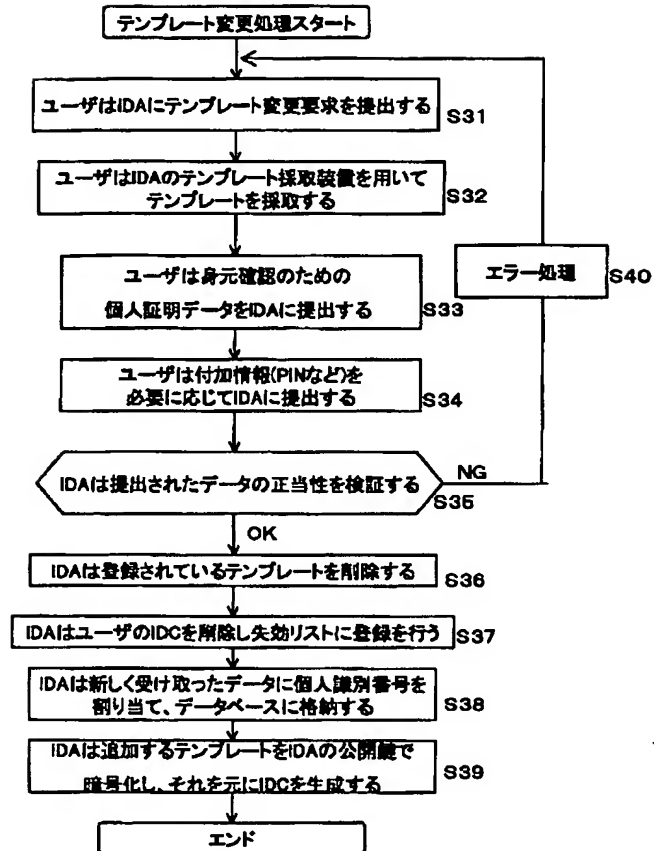 テンプレート変更処理スタート
ユーザはIDAにテンプレート変更要求を提出する
S31
ユーザはIDAのテンプレート採取装置を用いて
テンプレートを採取する
S32
ユーザは身元確認のための
個人証明データをIDAに提出する
S33
エラー処理
S40
ユーザは付加情報(PINなど)を
必要に応じてIDAに提出する
S34
IDAは提出されたデータの正当性を検証する
S35
NG
OK
IDAは登録されているテンプレートを削除する
S36
IDAはユーザのIDCを削除し失効リストに登録を行う
S37
IDAは新しく受け取ったデータに個人識別番号を
割り当て、データベースに格納する
S38
IDAは追加するテンプレートをIDAの公開鍵で
暗号化し、それを元にIDCを生成する
S39
エンド